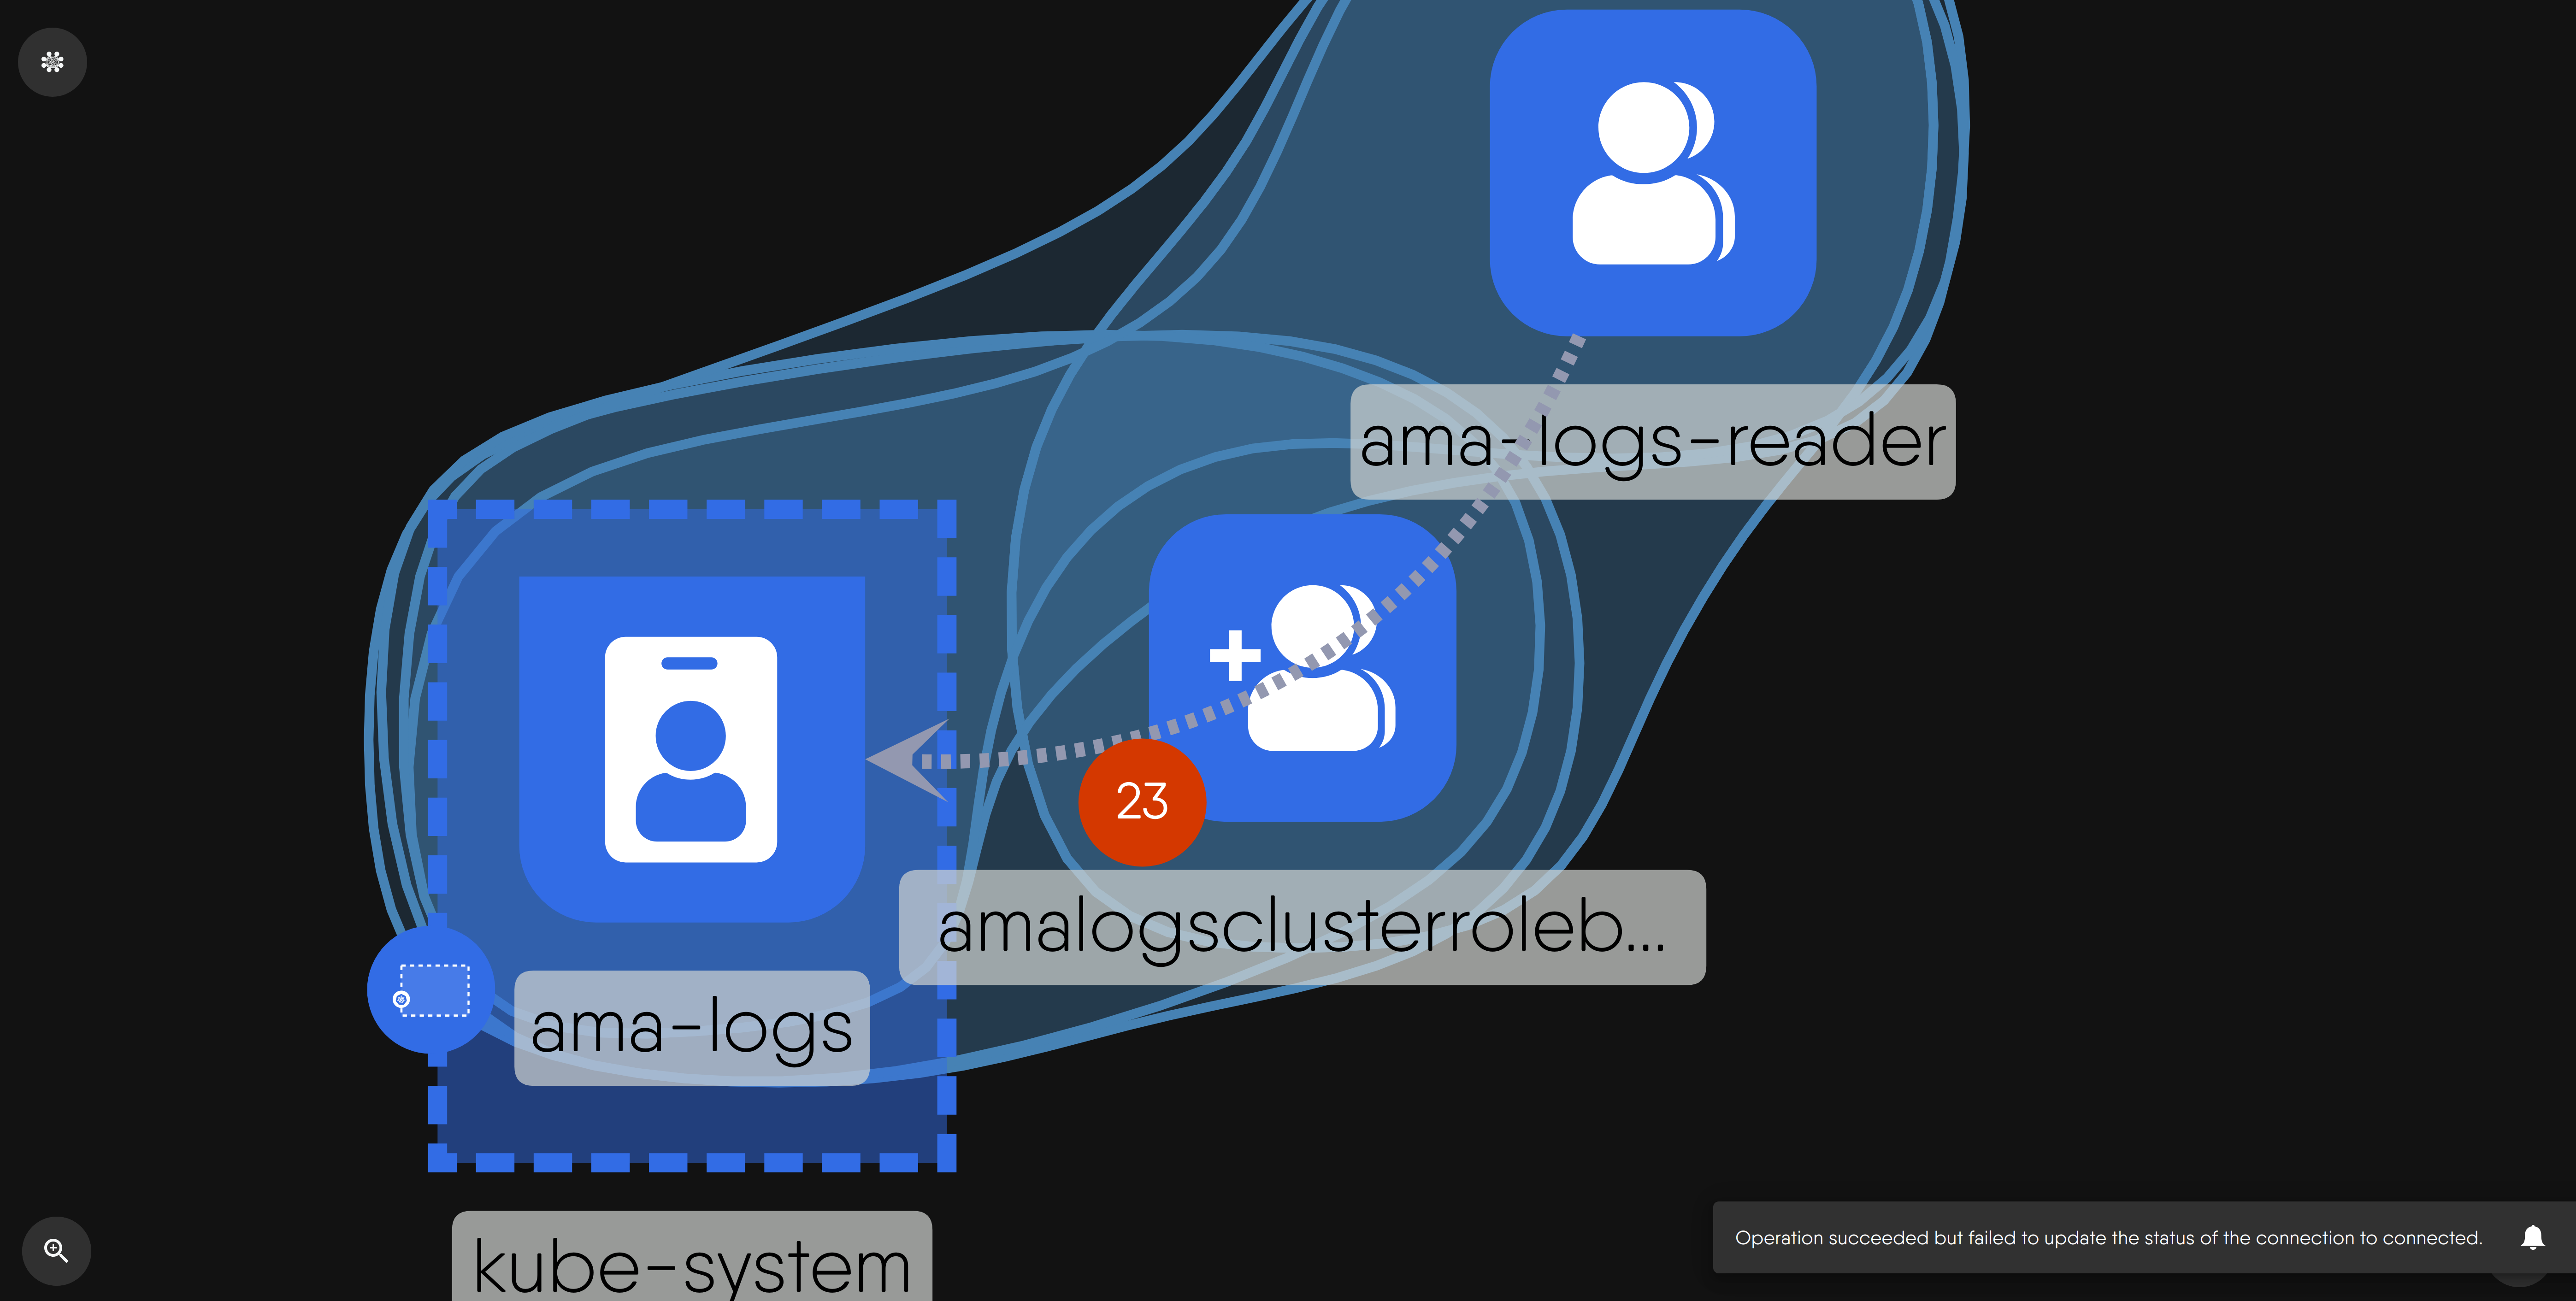 ama-logs-reader
23
amalogsclusterroleb...
ama-logs
kube-system
Operation succeeded but failed to update the status of the connection to connected.